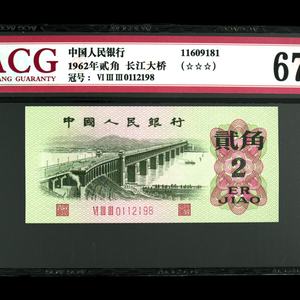 ACG
ANG GUARANTY
中国人民银行
1962年贰角 长江大桥
冠号： VI III III 0112198
11609181
(☆☆☆)
67
中國人民银行
貳角
2
ER
JIAO
VI III III 0112198